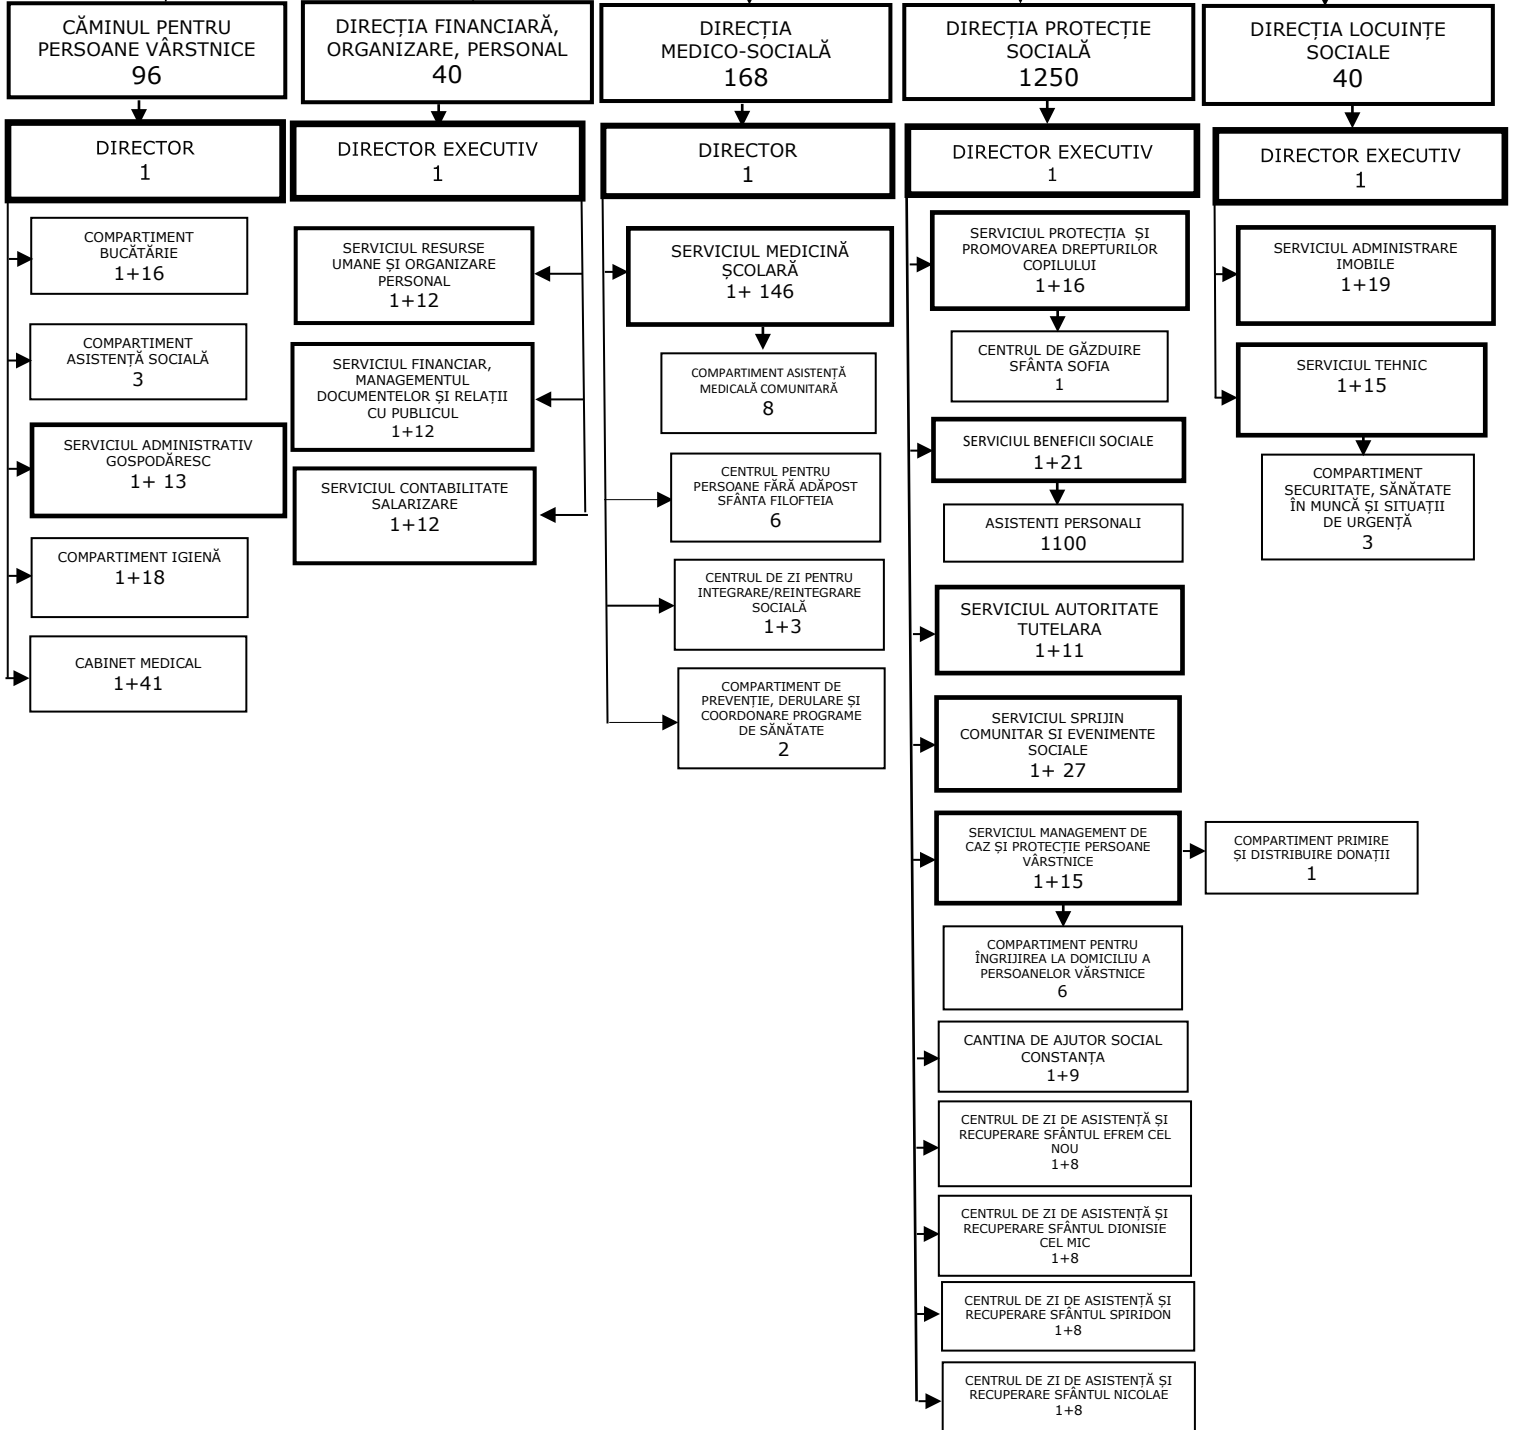 CĂMINUL PENTRU
PERSOANE VÂRSTNICE
96
DIRECTOR
1
COMPARTIMENT
BUCĂTĂRIE
1+16
COMPARTIMENT
ASISTENȚĂ SOCIALĂ
3
SERVICIUL ADMINISTRATIV
GOSPODĂRESC
1+ 13
COMPARTIMENT IGIENĂ
1+18
CABINET MEDICAL
1+41
DIRECȚIA FINANCIARĂ,
ORGANIZARE, PERSONAL
40
DIRECTOR EXECUTIV
1
SERVICIUL RESURSE
UMANE ȘI ORGANIZARE
PERSONAL
1+12
SERVICIUL FINANCIAR,
MANAGEMENTUL
DOCUMENTELOR ȘI RELAȚII
CU PUBLICUL
1+12
SERVICIUL CONTABILITATE
SALARIZARE
1+12
DIRECȚIA
MEDICO-SOCIALĂ
168
DIRECTOR
1
SERVICIUL MEDICINĂ
ȘCOLARĂ
1+ 146
COMPARTIMENT ASISTENȚĂ
MEDICALĂ COMUNITARĂ
8
CENTRUL PENTRU
PERSOANE FĂRĂ ADĂPOST
SFÂNTA FILOFTEIA
6
CENTRUL DE ZI PENTRU
INTEGRARE/REINTEGRARE
SOCIALĂ
1+3
COMPARTIMENT DE
PREVENȚIE, DERULARE ȘI
COORDONARE PROGRAME
DE SĂNĂTATE
2
DIRECȚIA PROTECȚIE
SOCIALĂ
1250
DIRECTOR EXECUTIV
1
SERVICIUL PROTECȚIA  ȘI
PROMOVAREA DREPTURILOR
COPILULUI
1+16
CENTRUL DE GĂZDUIRE
SFÂNTA SOFIA
1
SERVICIUL BENEFICII SOCIALE
1+21
ASISTENTI PERSONALI
1100
SERVICIUL AUTORITATE
TUTELARA
1+11
SERVICIUL SPRIJIN
COMUNITAR SI EVENIMENTE
SOCIALE
1+ 27
SERVICIUL MANAGEMENT DE
CAZ ȘI PROTECȚIE PERSOANE
VÂRSTNICE
1+15
COMPARTIMENT PRIMIRE
ȘI DISTRIBUIRE DONAȚII
1
COMPARTIMENT PENTRU
ÎNGRIJIREA LA DOMICILIU A
PERSOANELOR VĂRSTNICE
6
CANTINA DE AJUTOR SOCIAL
CONSTANȚA
1+9
CENTRUL DE ZI DE ASISTENȚĂ ȘI
RECUPERARE SFÂNTUL EFREM CEL
NOU
1+8
CENTRUL DE ZI DE ASISTENȚĂ ȘI
RECUPERARE SFÂNTUL DIONISIE
CEL MIC
1+8
CENTRUL DE ZI DE ASISTENȚĂ ȘI
RECUPERARE SFÂNTUL SPIRIDON
1+8
CENTRUL DE ZI DE ASISTENȚĂ ȘI
RECUPERARE SFÂNTUL NICOLAE
1+8
DIRECȚIA LOCUINȚE
SOCIALE
40
DIRECTOR EXECUTIV
1
SERVICIUL ADMINISTRARE
IMOBILE
1+19
SERVICIUL TEHNIC
1+15
COMPARTIMENT
SECURITATE, SĂNĂTATE
ÎN MUNCĂ ȘI SITUAȚII
DE URGENȚĂ
3